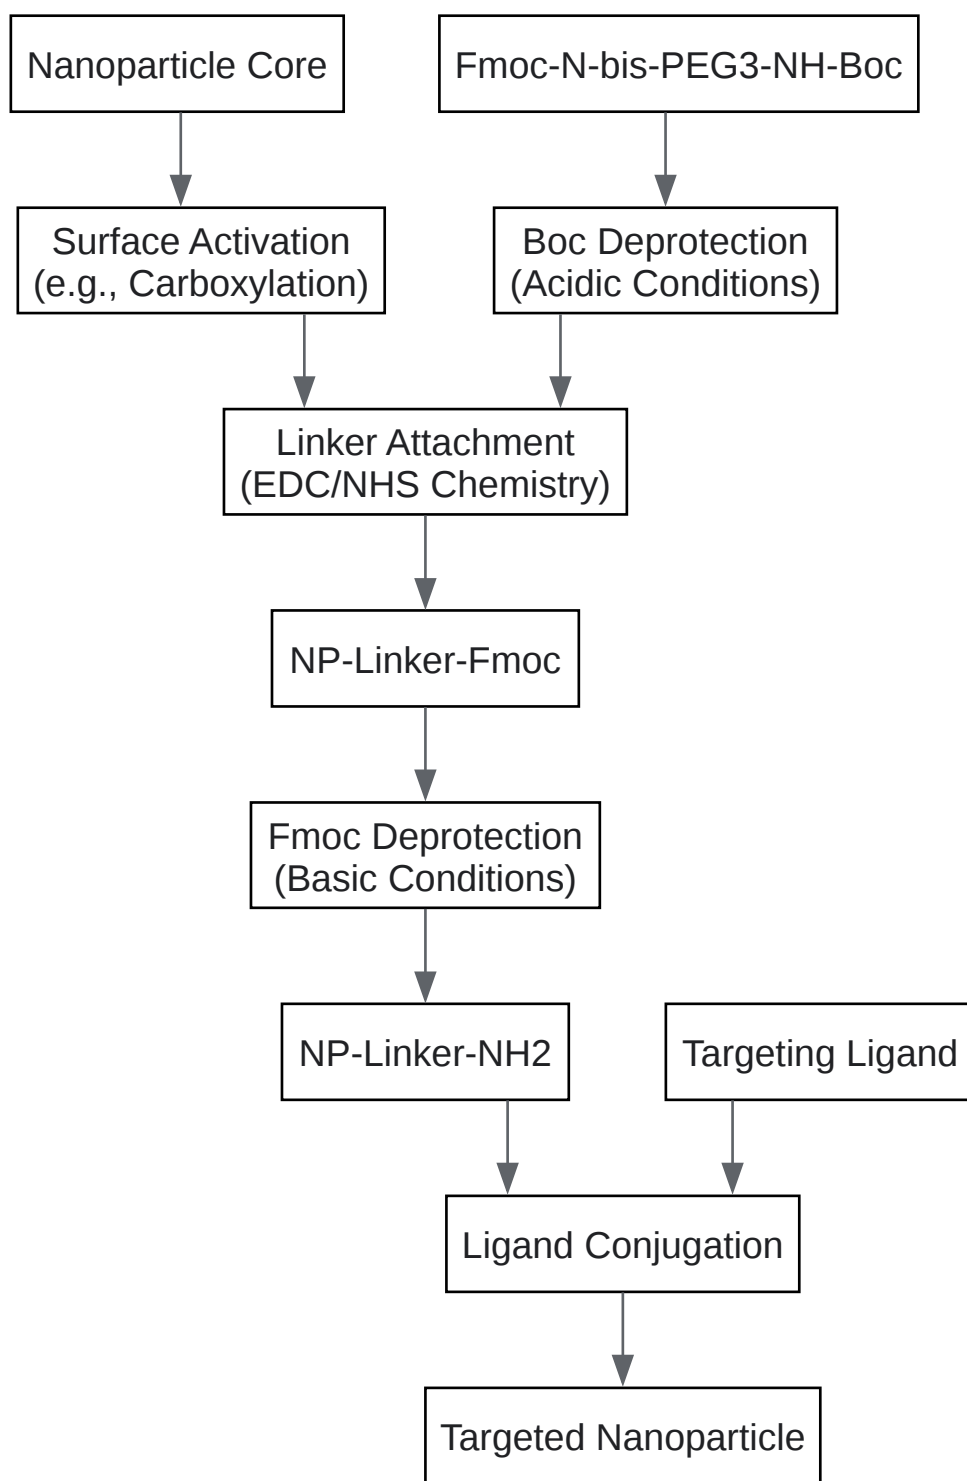 Nanoparticle Core
Fmoc-N-bis-PEG3-NH-Boc
Surface Activation
(e.g., Carboxylation)
Boc Deprotection
(Acidic Conditions)
Linker Attachment
(EDC/NHS Chemistry)
NP-Linker-Fmoc
Fmoc Deprotection
(Basic Conditions)
NP-Linker-NH2
Targeting Ligand
Ligand Conjugation
Targeted Nanoparticle